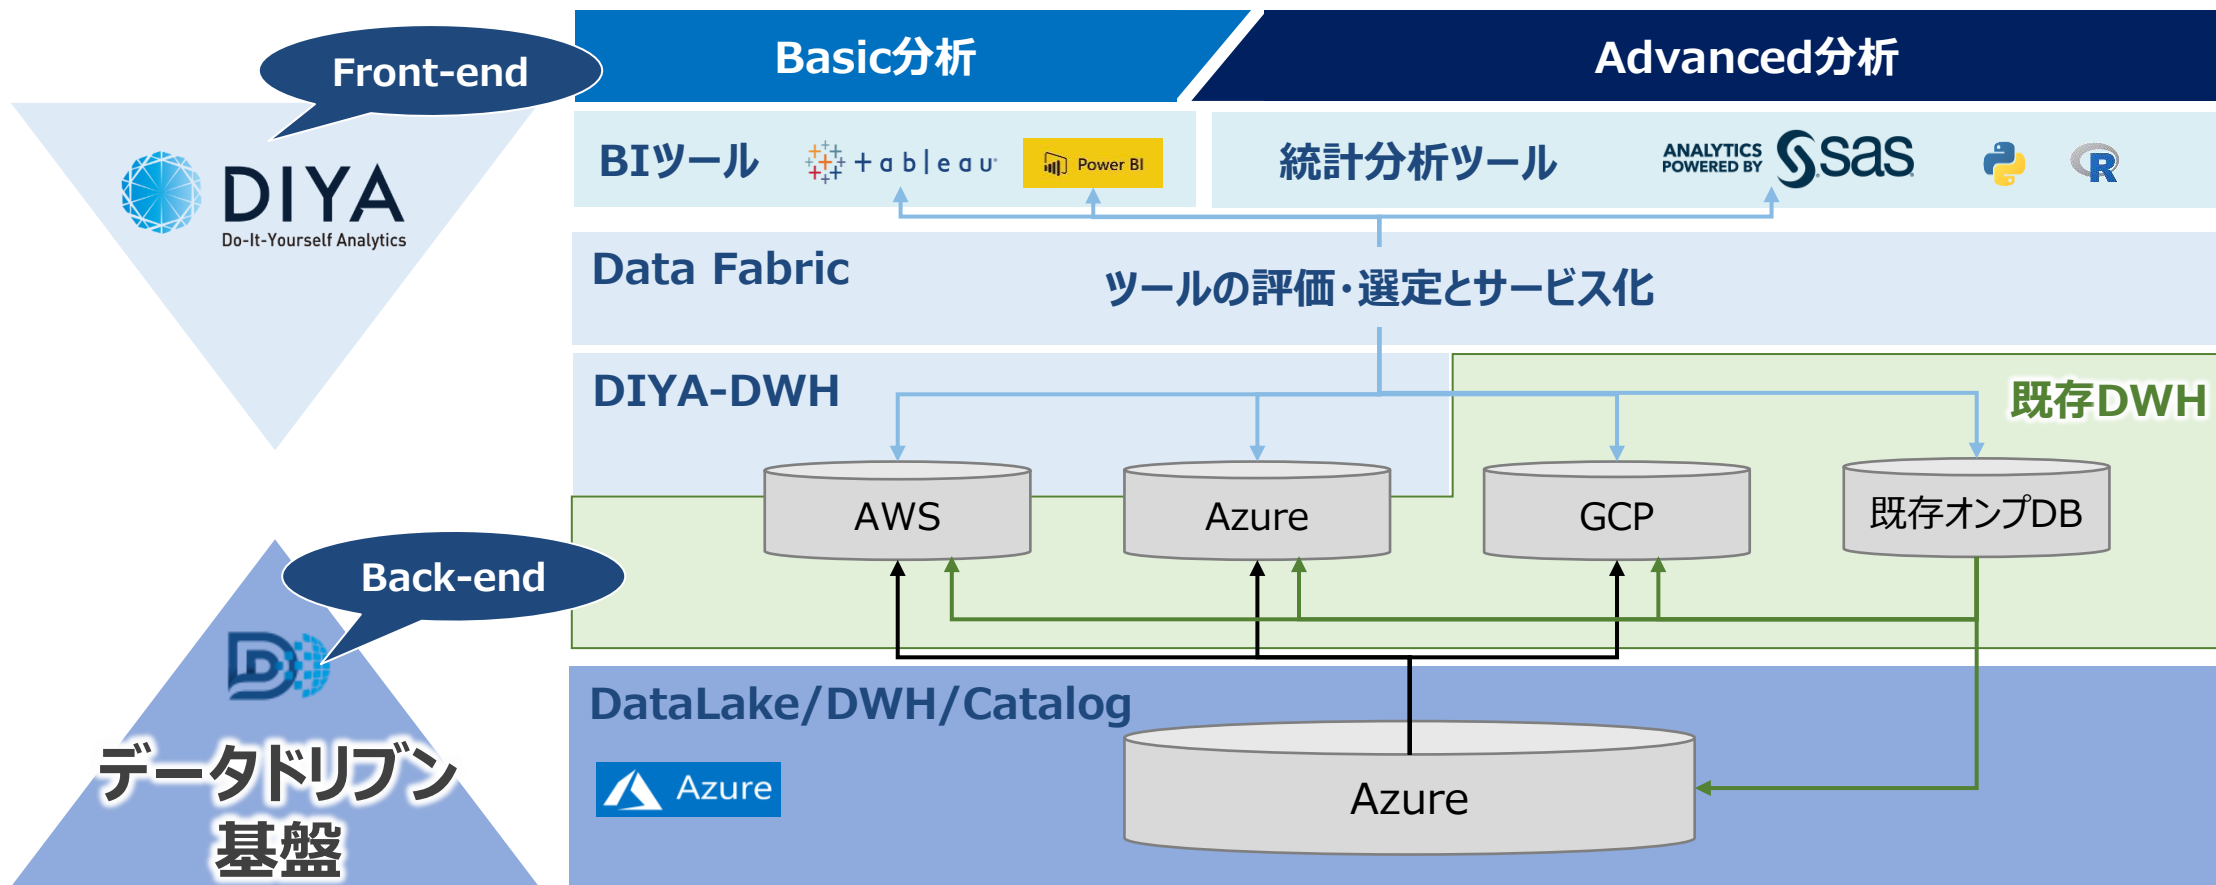 Front-end
Basic分析
Advanced分析
DIYA
Do-It-Yourself Analytics
BIツール
+ableau
Power BI
統計分析ツール
ANALYTICS
POWERED BY
sas
R
Data Fabric
ツールの評価・選定とサービス化
DIYA-DWH
既存DWH
AWS
Azure
GCP
既存オンプDB
Back-end
D
データドリブン
基盤
DataLake/DWH/Catalog
Azure
Azure